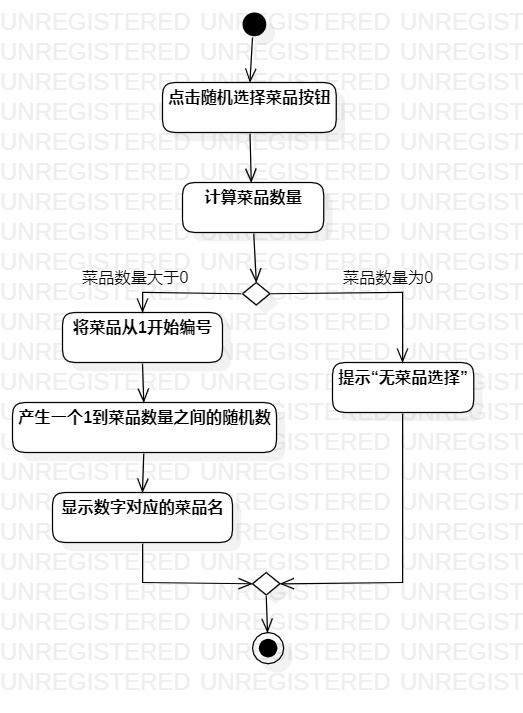 UNREGISTERED UNREGISTERED UNREGIST
点击随机选择菜品按钮
计算菜品数量
菜品数量大于0
菜品数量为0
将菜品从1开始编号
提示“无菜品选择”
产生一个1到菜品数量之间的随机数
显示数字对应的菜品名